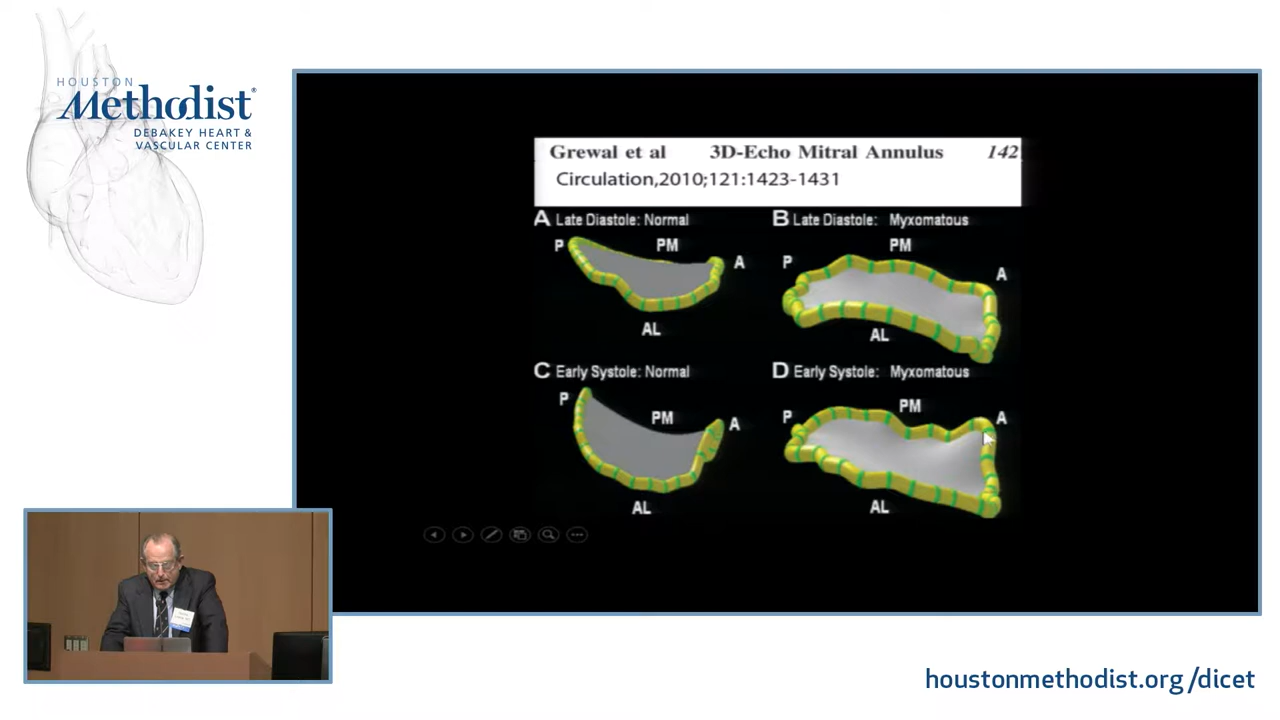 HOUSTON
Methodist®
DEBAKEY HEART &
VASCULAR CENTER
Grewal et al 3D-Echo Mitral Annulus 142
Circulation,2010;121:1423-1431
A Late Diastole: Normal
P PM A
AL
B Late Diastole: Myxomatous
P PM A
AL
C Early Systole: Normal
P PM A
AL
D Early Systole: Myxomatous
P PM A
AL
houstonmethodist.org/dicet